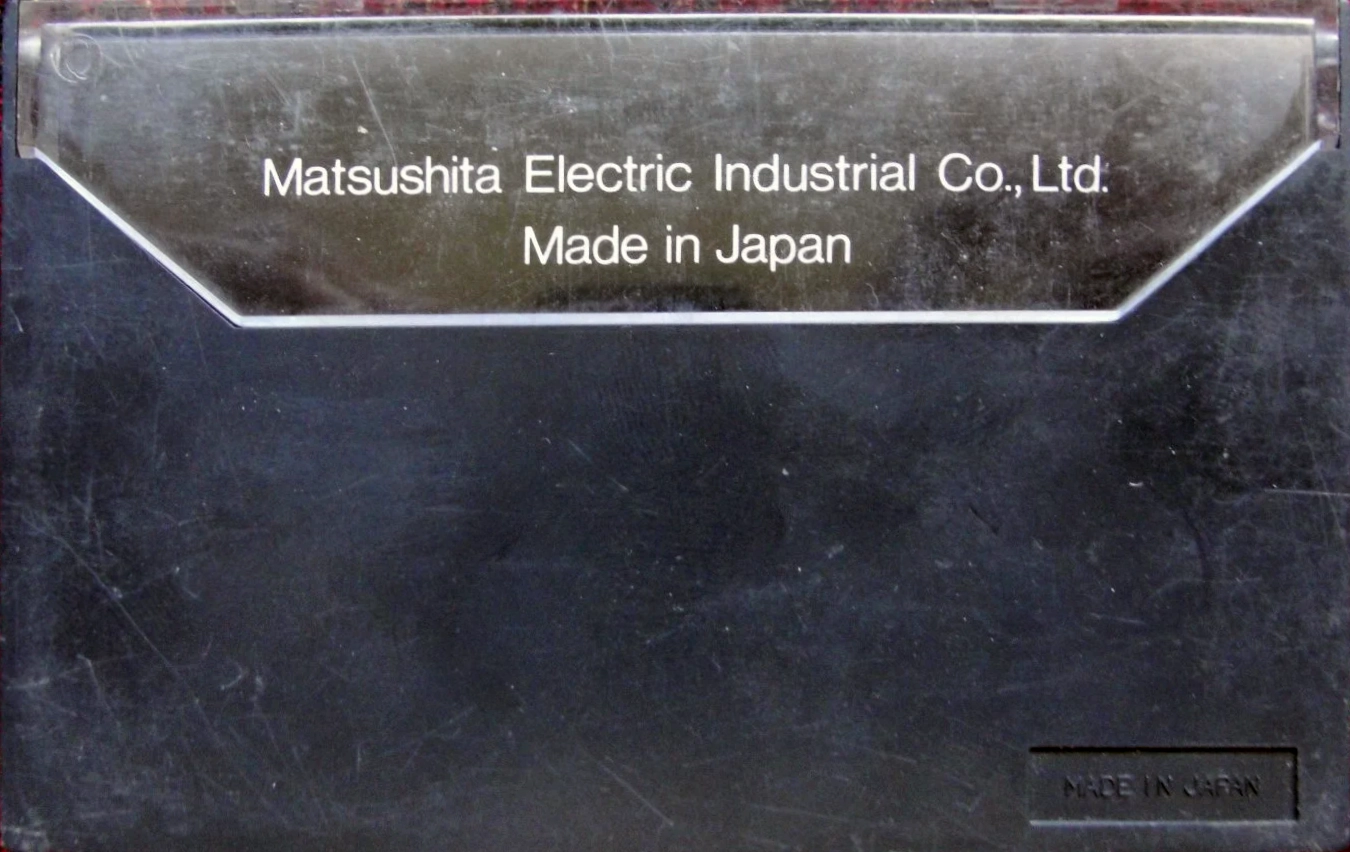 Matsushita Electric Industrial Co., Ltd.
Made in Japan
MADE IN JAPAN